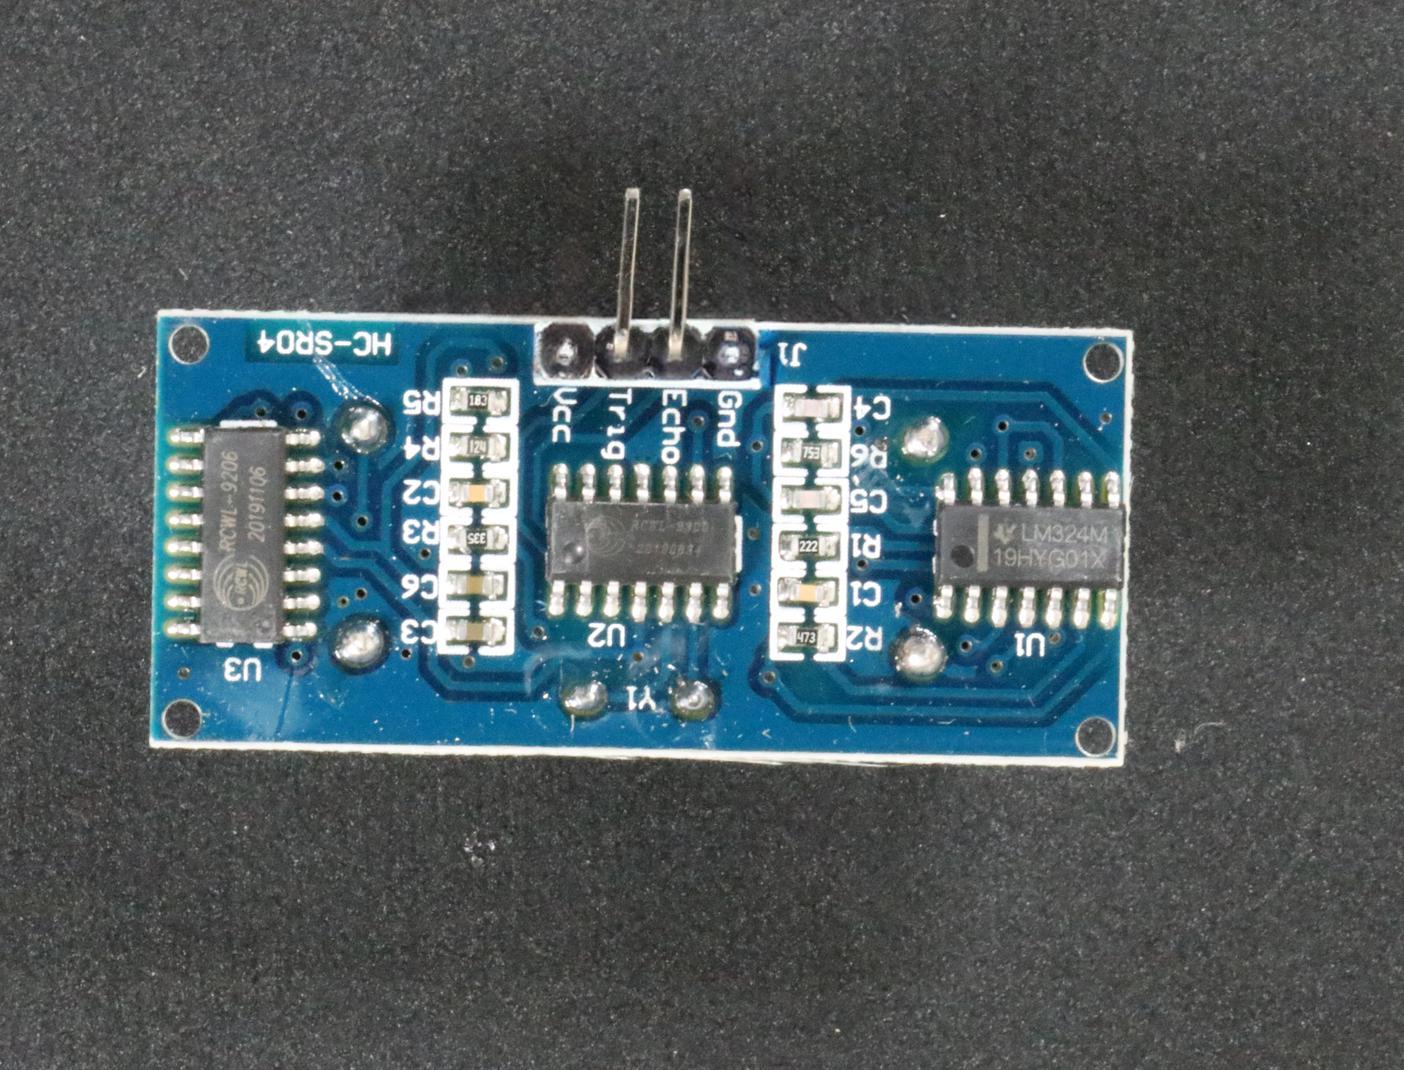 HC-SR04
J1
Vcc
Trig
Echo
Gnd
R5
183
R4
124
C2
R3
335
C6
C3
C4
R6
753
C5
R1
222
C1
R2
473
RCWL-9206
20191106
RCWL
U3
U2
Y1
LM324M
19HYG01X
U1